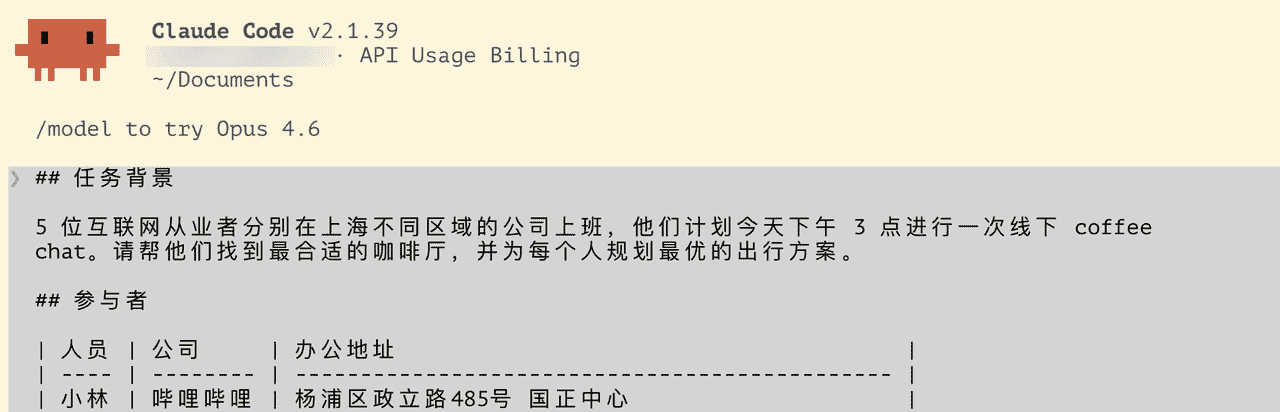 Claude Code v2.1.39
· API Usage Billing
~/Documents
/model to try Opus 4.6
❯ ## 任务背景
5 位互联网从业者分别在上海不同区域的公司上班，他们计划今天下午 3 点进行一次线下 coffee
chat。请帮他们找到最合适的咖啡厅，并为每个人规划最优的出行方案。
## 参与者
| 人员 | 公司     | 办公地址                                        |
| ---- | -------- | ---------------------------------------------- |
| 小林 | 哔哩哔哩 | 杨浦区政立路485号 国正中心                      |